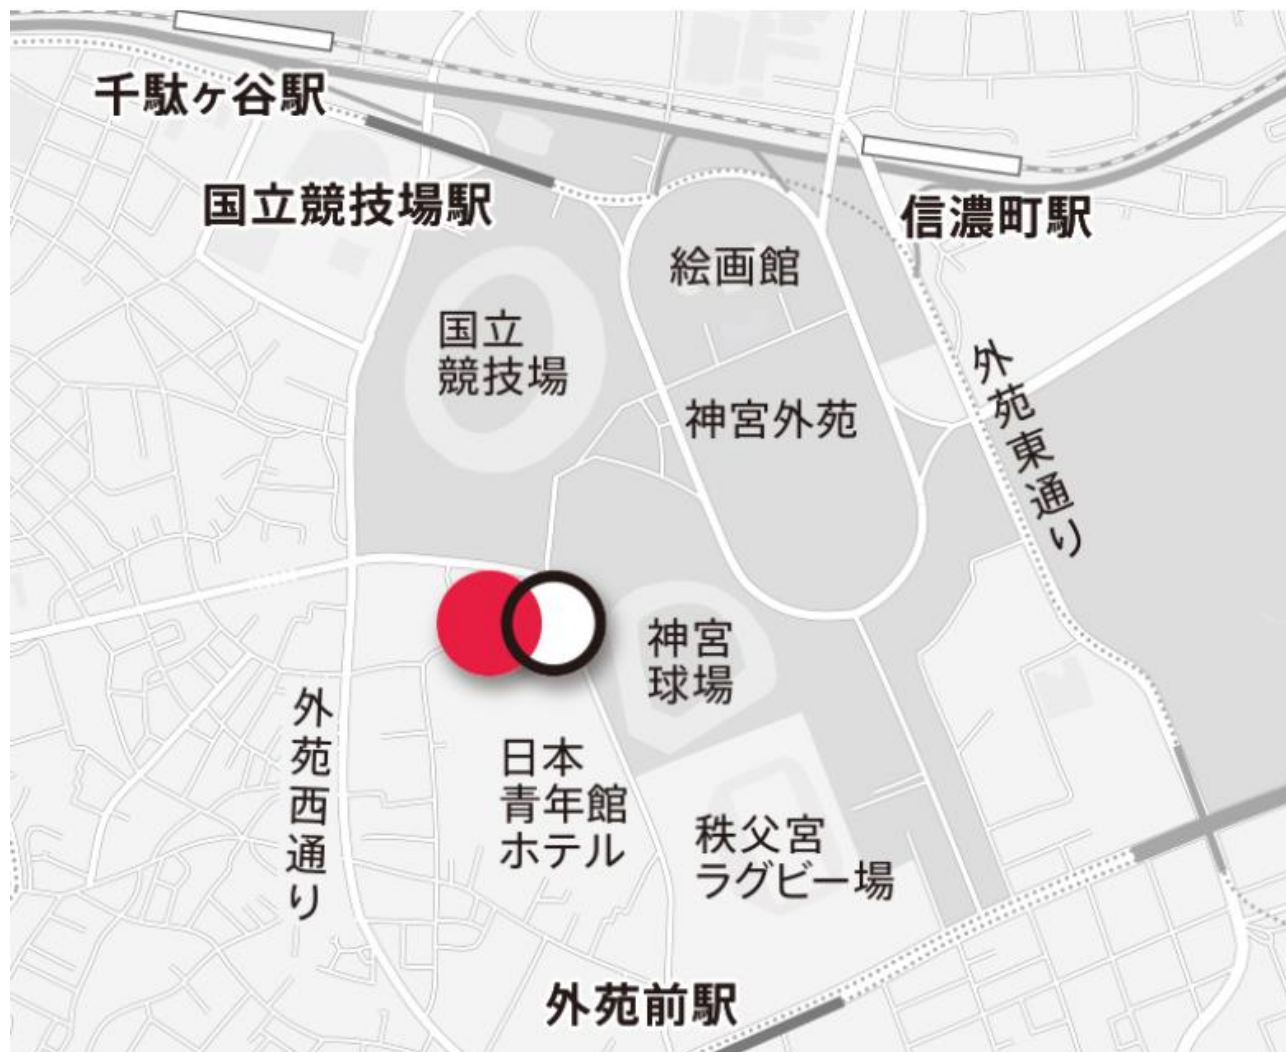 千駄ヶ谷駅
国立競技場駅
信濃町駅
絵画館
国立
競技場
神宮外苑
外苑東通り
神宮
球場
外苑西通り
日本
青年館
ホテル
秩父宮
ラグビー場
外苑前駅